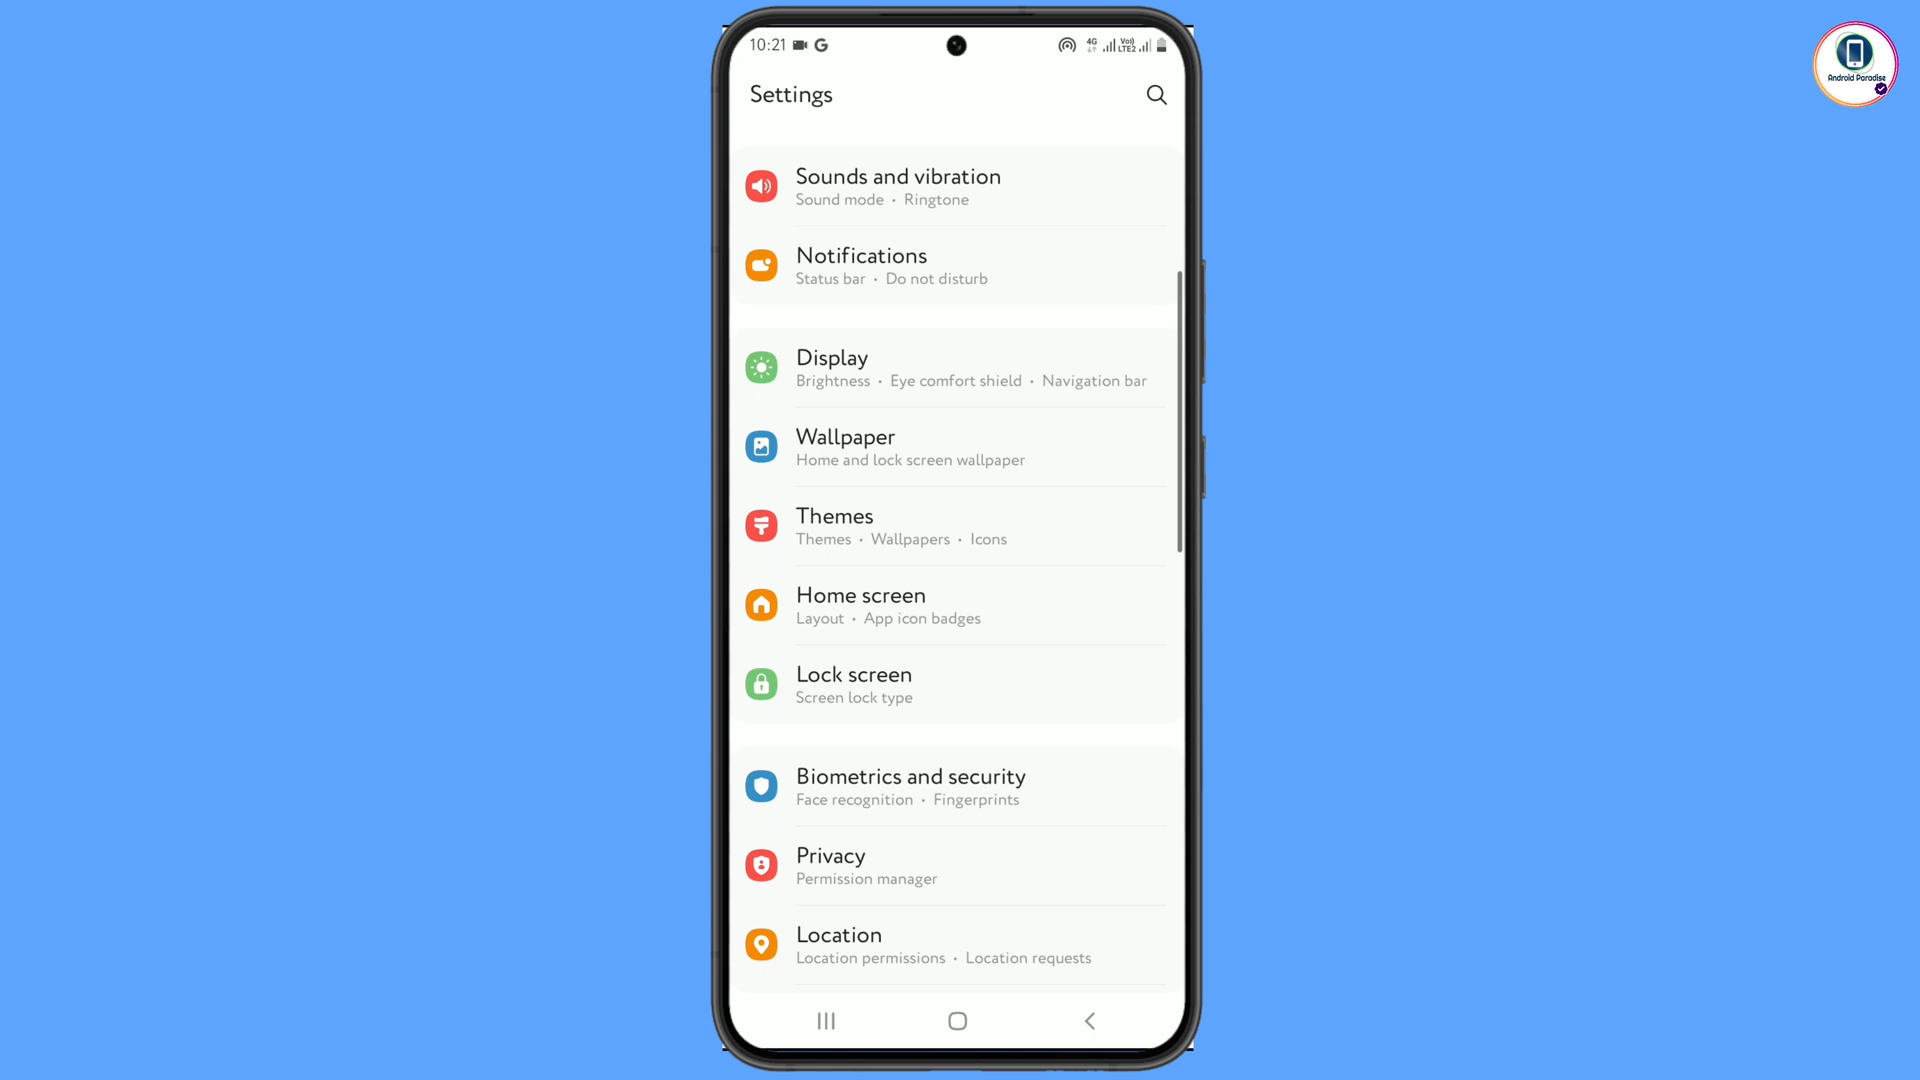 10:21
4G
Vo))
LTE2
Android Paradise
Settings
Sounds and vibration
Sound mode • Ringtone
Notifications
Status bar • Do not disturb
Display
Brightness • Eye comfort shield • Navigation bar
Wallpaper
Home and lock screen wallpaper
Themes
Themes • Wallpapers • Icons
Home screen
Layout • App icon badges
Lock screen
Screen lock type
Biometrics and security
Face recognition • Fingerprints
Privacy
Permission manager
Location
Location permissions • Location requests